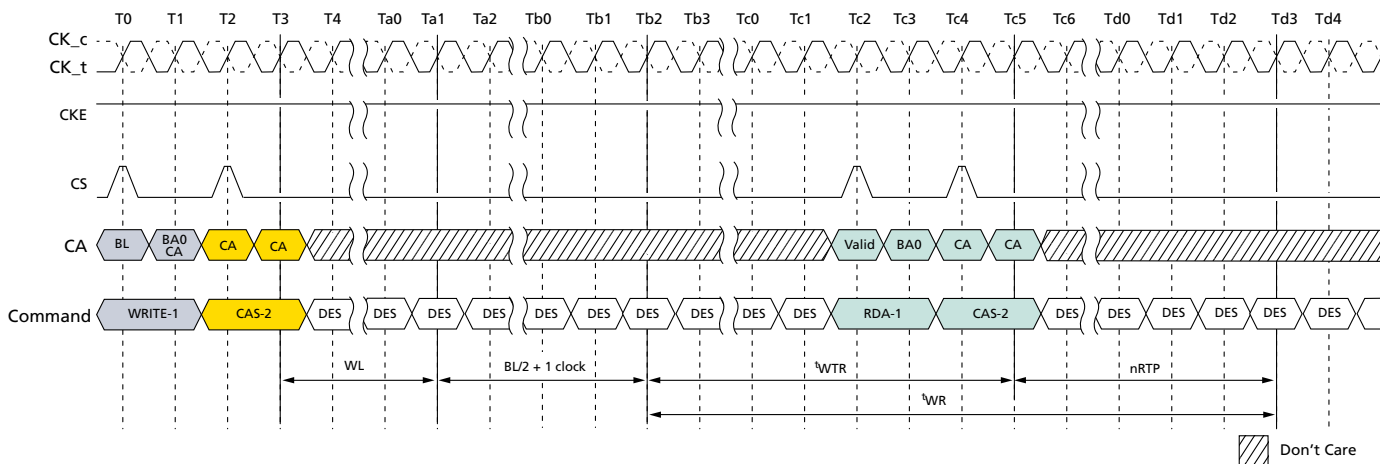 T0 T1 T2 T3 T4 Ta0 Ta1 Ta2 Tb0 Tb1 Tb2 Tb3 Tc0 Tc1 Tc2 Tc3 Tc4 Tc5 Tc6 Td0 Td1 Td2 Td3 Td4
CK_c
CK_t
CKE
CS
CA BL BA0 CA CA CA Valid BA0 CA CA
Command WRITE-1 CAS-2 DES DES DES DES DES DES DES DES DES DES RDA-1 CAS-2 DES DES DES DES DES DES
WL BL/2 + 1 clock tWTR nRTP
tWR
Don't Care